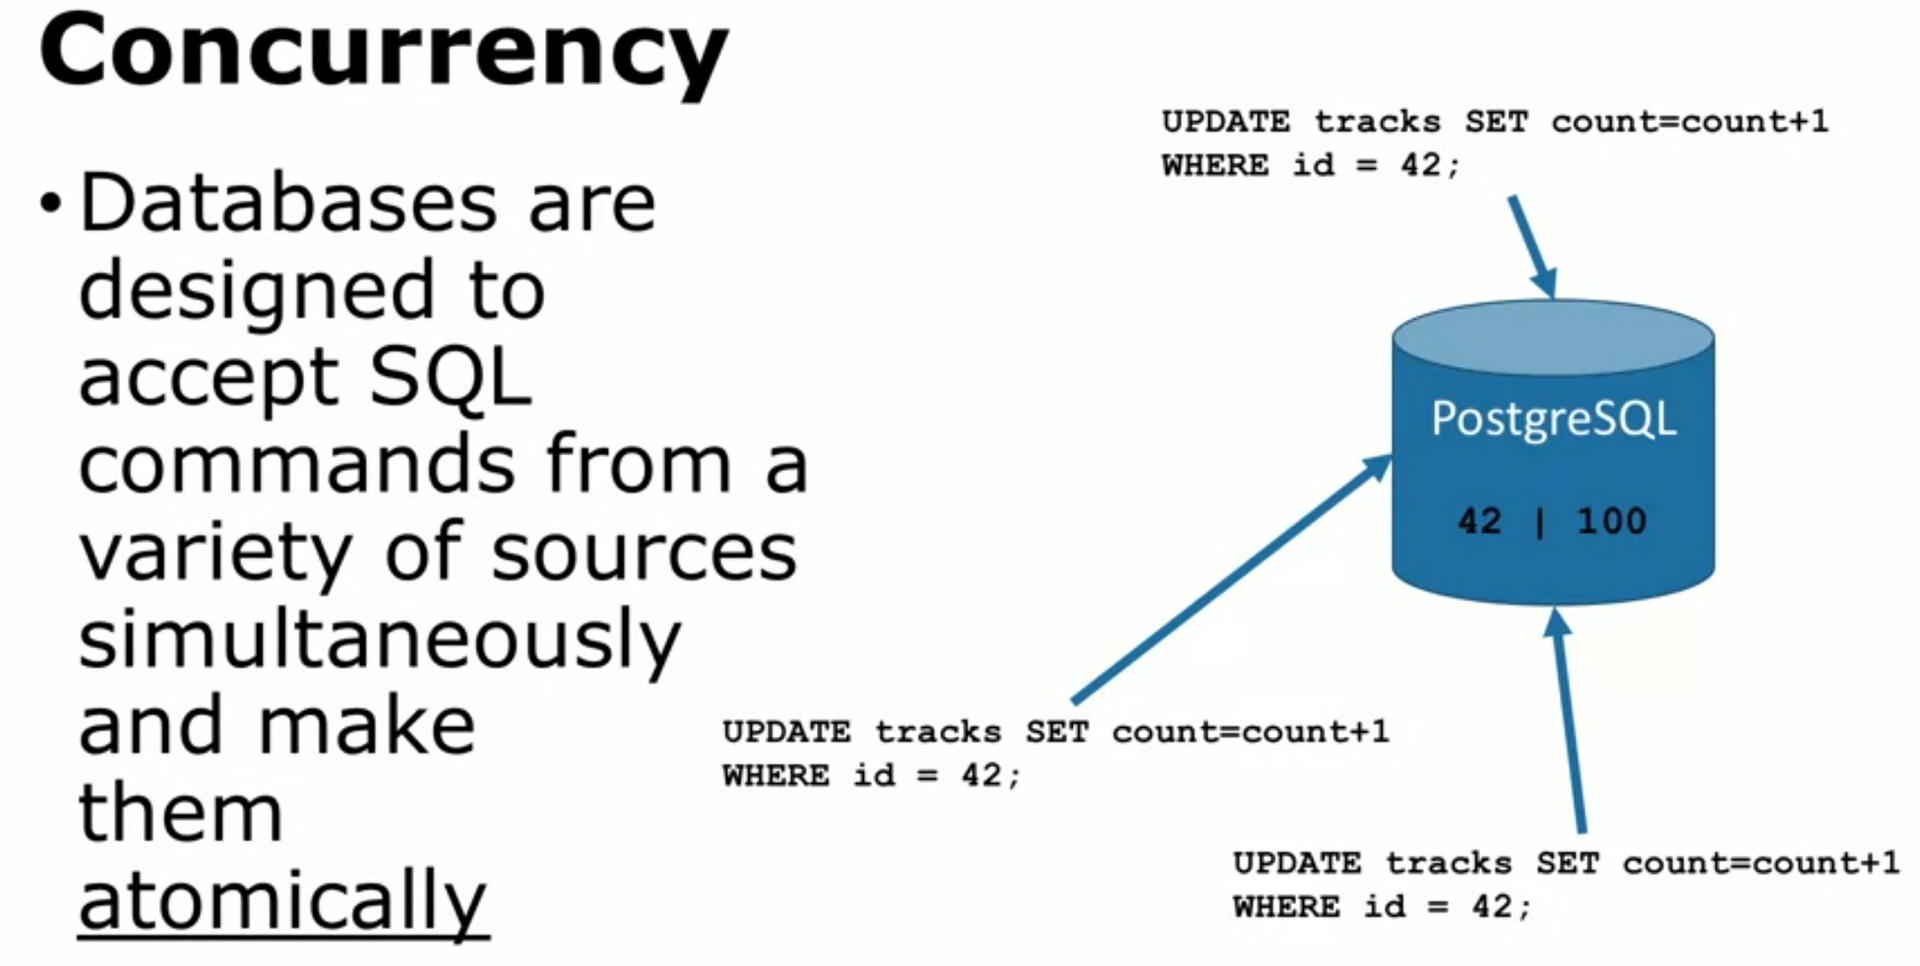 Concurrency
• Databases are
designed to
accept SQL
commands from a
variety of sources
simultaneously
and make
them
atomically
UPDATE tracks SET count=count+1
WHERE id = 42;
PostgreSQL
42 | 100
UPDATE tracks SET count=count+1
WHERE id = 42;
UPDATE tracks SET count=count+1
WHERE id = 42;